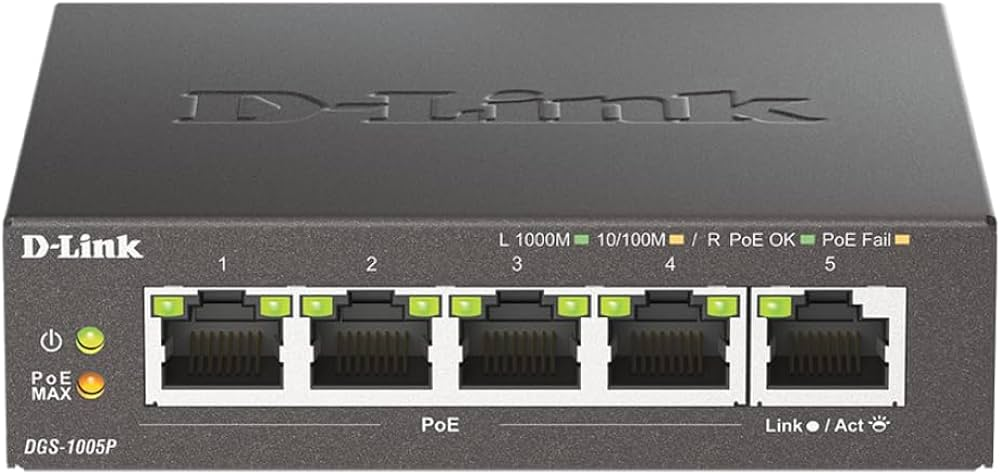 D-Link
D-Link
L 1000M 10/100M / R PoE OK PoE Fail
1 2 3 4 5
PoE MAX
PoE
Link / Act
DGS-1005P